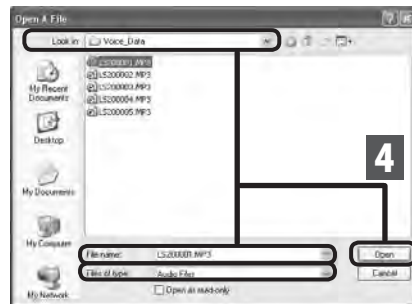 Open A File
Look in: Voice_Data
LS200001.MP3
LS200002.MP3
LS200003.MP3
LS200004.MP3
LS200005.MP3
My Recent
Documents
Desktop
My Documents
My Computer
My Network
4
File name: LS200001.MP3 Open
Files of type: Audio Files Cancel
Open as read-only